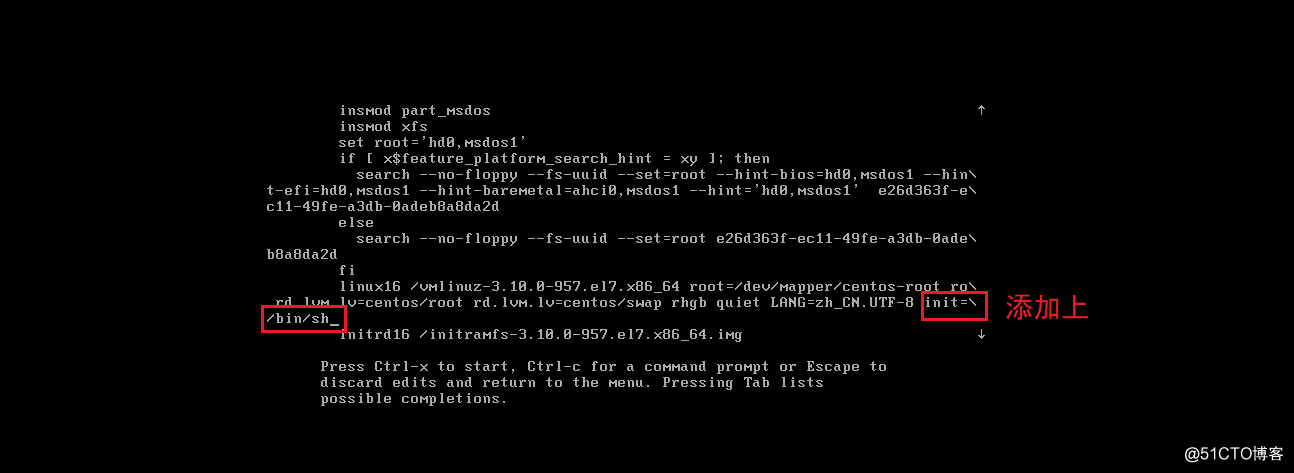 insmod part_msdos ↑
insmod xfs
set root='hd0,msdos1'
if [ x$feature_platform_search_hint = xy ]; then
search --no-floppy --fs-uuid --set=root --hint-bios=hd0,msdos1 --hin\
t-efi=hd0,msdos1 --hint-baremetal=ahci0,msdos1 --hint='hd0,msdos1'  e26d363f-e\
c11-49fe-a3db-0adeb8a8da2d
else
search --no-floppy --fs-uuid --set=root e26d363f-ec11-49fe-a3db-0ade\
b8a8da2d
fi
linux16 /vmlinuz-3.10.0-957.el7.x86_64 root=/dev/mapper/centos-root ro\
rd.lvm.lv=centos/root rd.lvm.lv=centos/swap rhgb quiet LANG=zh_CN.UTF-8 init=\ 添加上
/bin/sh_
initrd16 /initramfs-3.10.0-957.el7.x86_64.img ↓
Press Ctrl-x to start, Ctrl-c for a command prompt or Escape to
discard edits and return to the menu. Pressing Tab lists
possible completions.
@51CTO博客